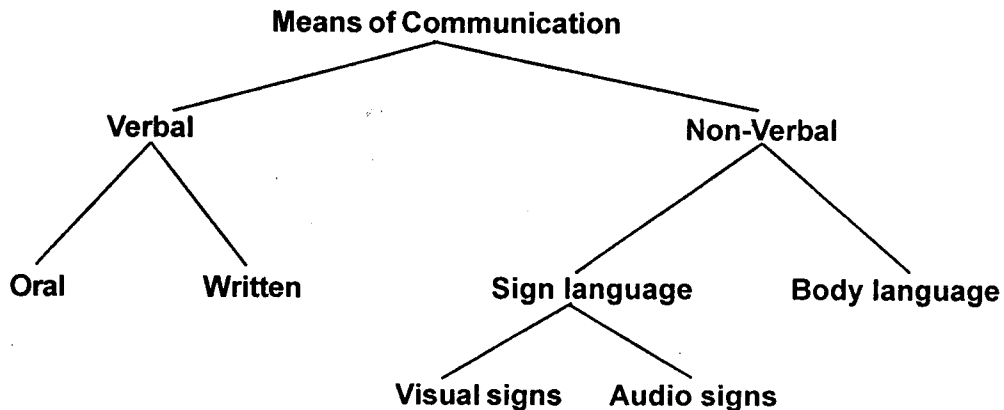 Means of Communication
Verbal
Non-Verbal
Oral
Written
Sign language
Body language
Visual signs
Audio signs